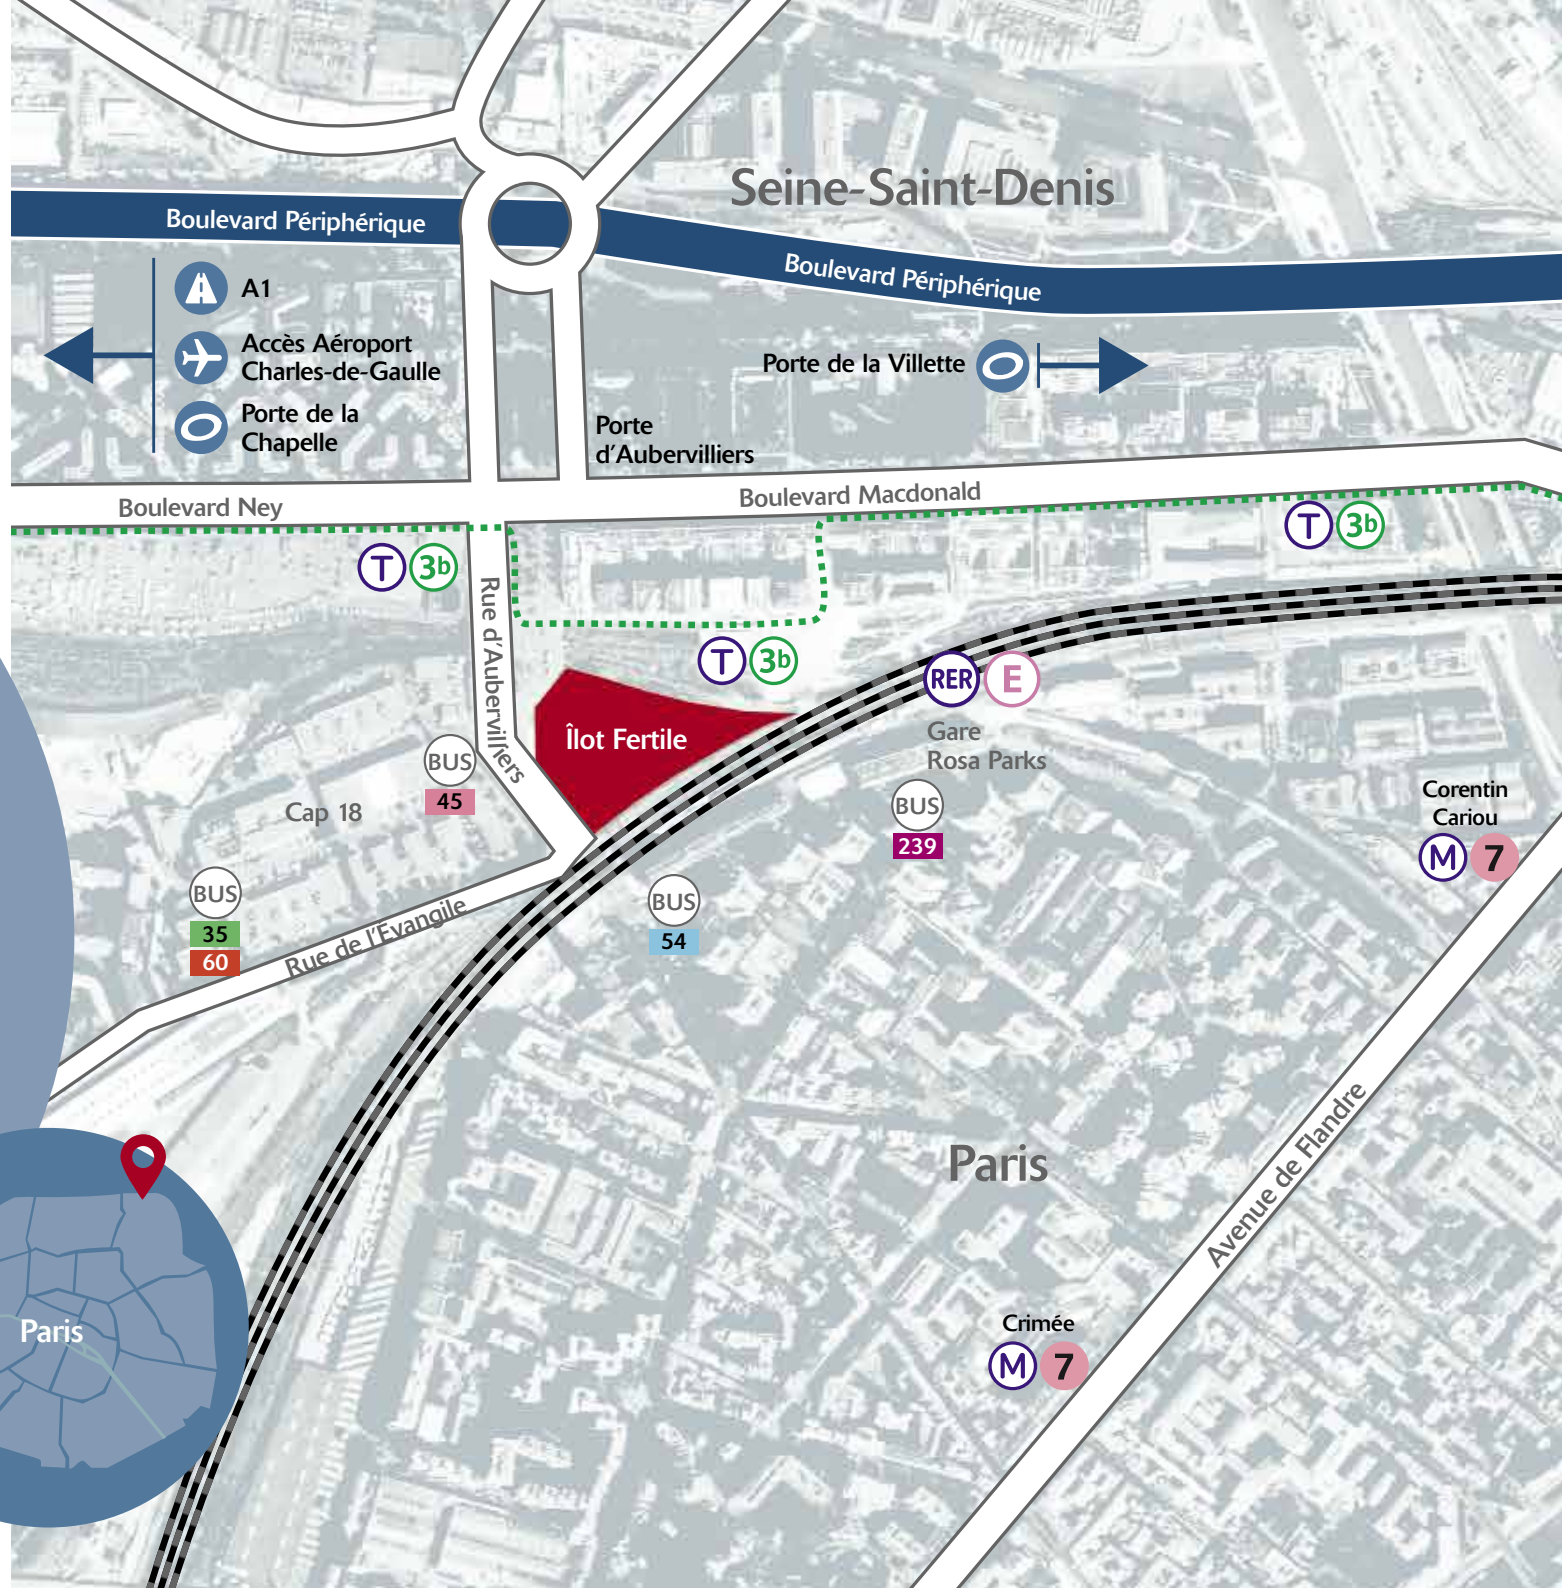 Seine-Saint-Denis
Boulevard Périphérique
Boulevard Périphérique
A1
Accès Aéroport
Charles-de-Gaulle
Porte de la
Chapelle
Porte de la Villette
Porte
d'Aubervilliers
Boulevard Ney
Boulevard Macdonald
T 3b
T 3b
Rue d'Aubervilliers
T 3b
RER E
Gare
Rosa Parks
Îlot Fertile
BUS
45
Cap 18
BUS
239
Corentin
Cariou
M 7
BUS
35
60
BUS
54
Rue de l'Evangile
Avenue de Flandre
Paris
Crimée
M 7
Paris